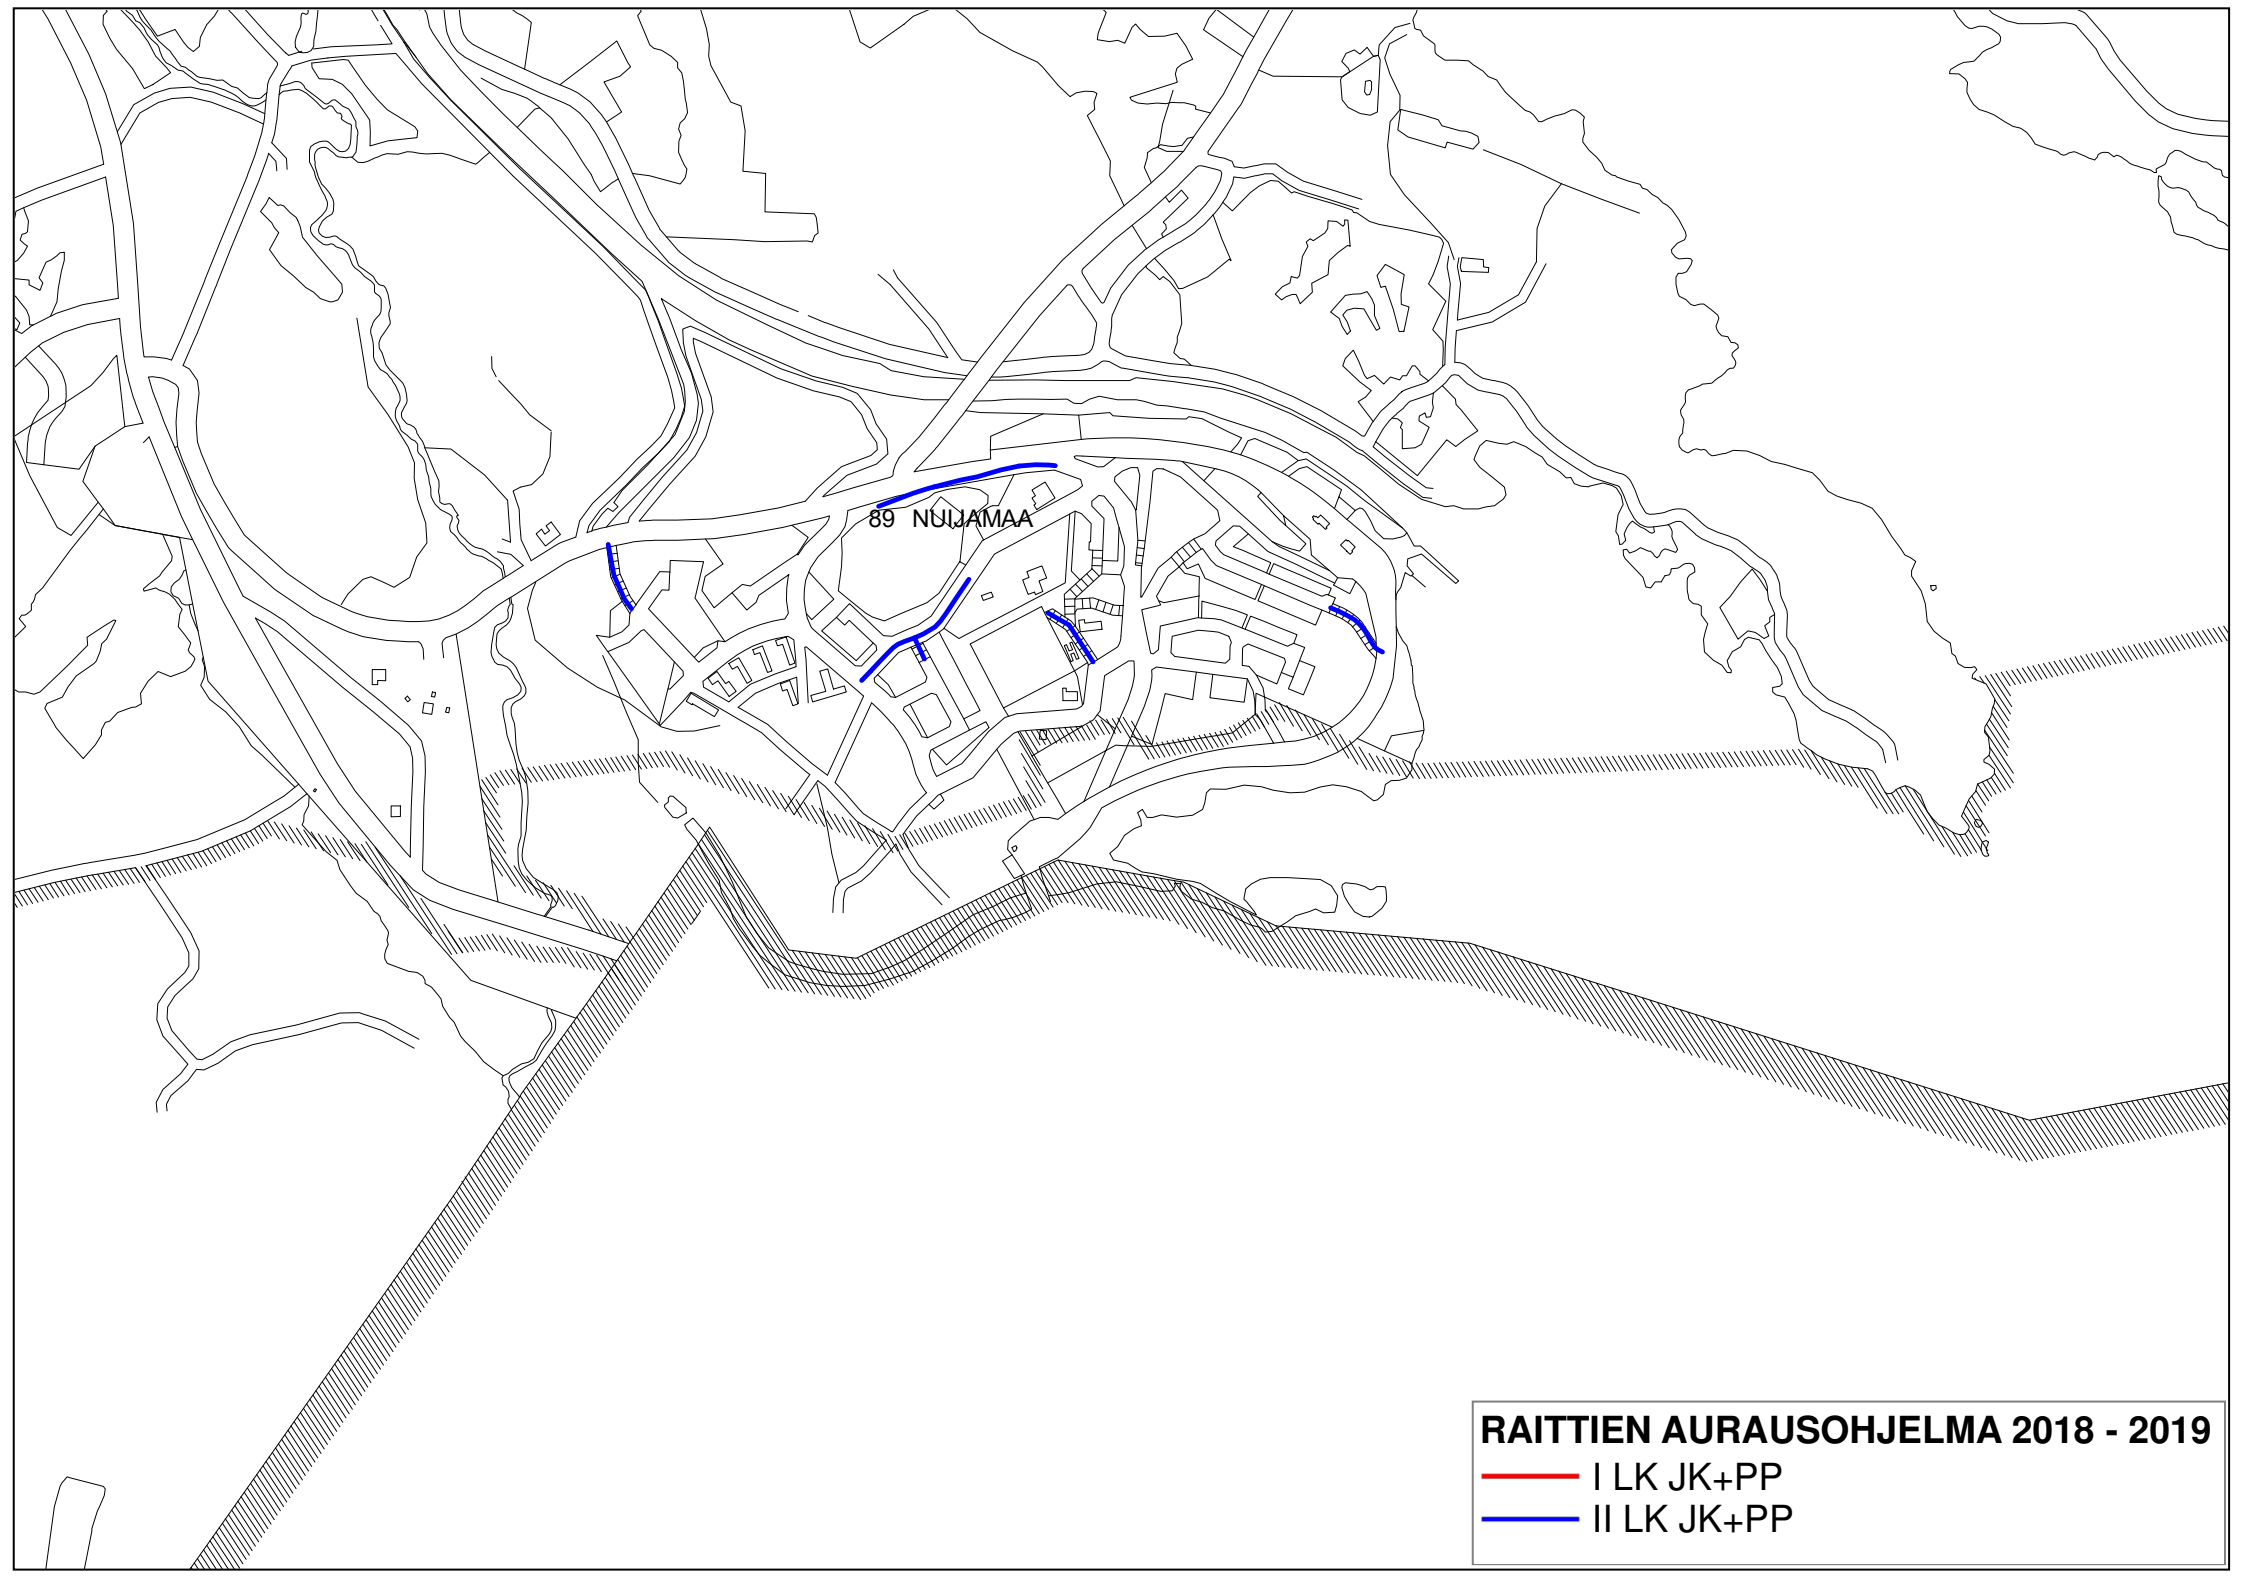 89 NUIJAMAA
RAITTIEN AURAUSOHJELMA 2018 - 2019
I LK JK+PP
II LK JK+PP